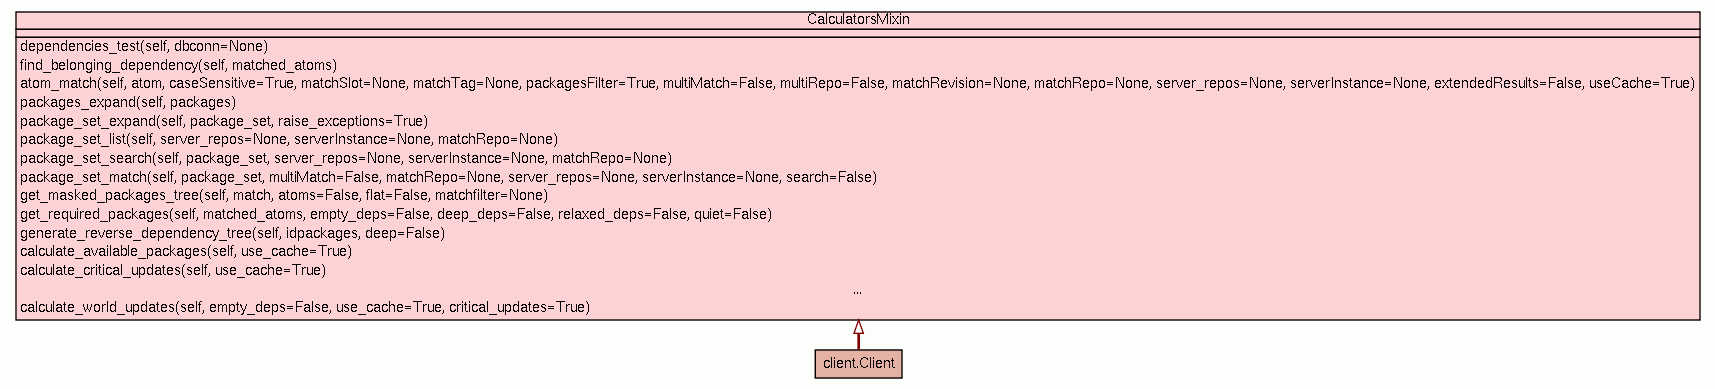 CalculatorsMixin
dependencies_test(self, dbconn=None)
find_belonging_dependency(self, matched_atoms)
atom_match(self, atom, caseSensitive=True, matchSlot=None, matchTag=None, packagesFilter=True, multiMatch=False, multiRepo=False, matchRevision=None, matchRepo=None, server_repos=None, serverInstance=None, extendedResults=False, useCache=True)
packages_expand(self, packages)
package_set_expand(self, package_set, raise_exceptions=True)
package_set_list(self, server_repos=None, serverInstance=None, matchRepo=None)
package_set_search(self, package_set, server_repos=None, serverInstance=None, matchRepo=None)
package_set_match(self, package_set, multiMatch=False, matchRepo=None, server_repos=None, serverInstance=None, search=False)
get_masked_packages_tree(self, match, atoms=False, flat=False, matchfilter=None)
get_required_packages(self, matched_atoms, empty_deps=False, deep_deps=False, relaxed_deps=False, quiet=False)
generate_reverse_dependency_tree(self, idpackages, deep=False)
calculate_available_packages(self, use_cache=True)
calculate_critical_updates(self, use_cache=True)
...
calculate_world_updates(self, empty_deps=False, use_cache=True, critical_updates=True)
client.Client